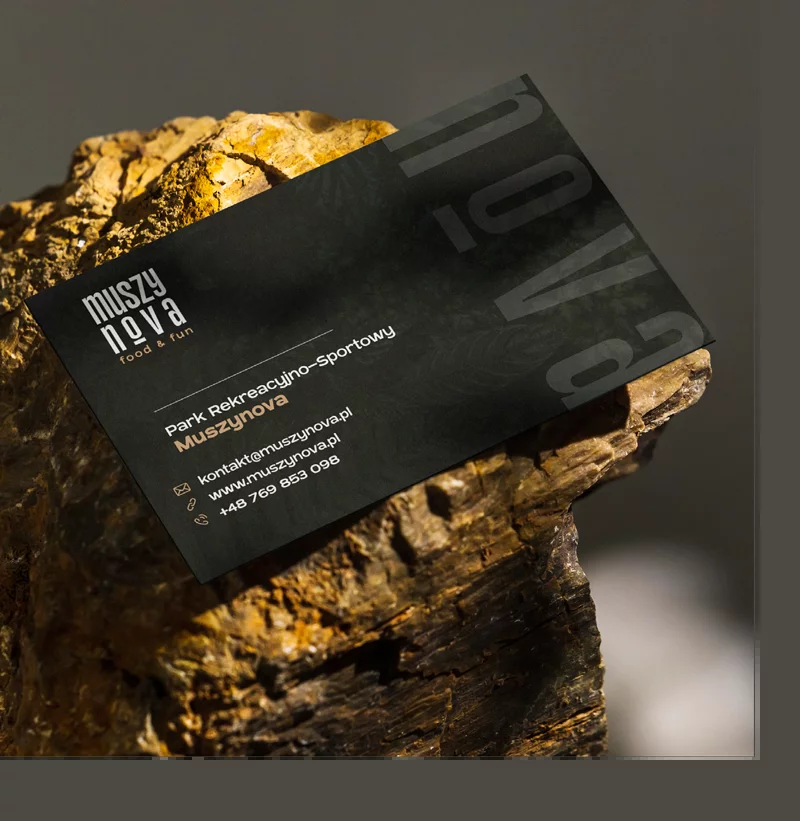 muszy
nova
food & fun
Park Rekreacyjno-Sportowy
Muszynova
kontakt@muszynova.pl
www.muszynova.pl
+48 769 853 098
nova